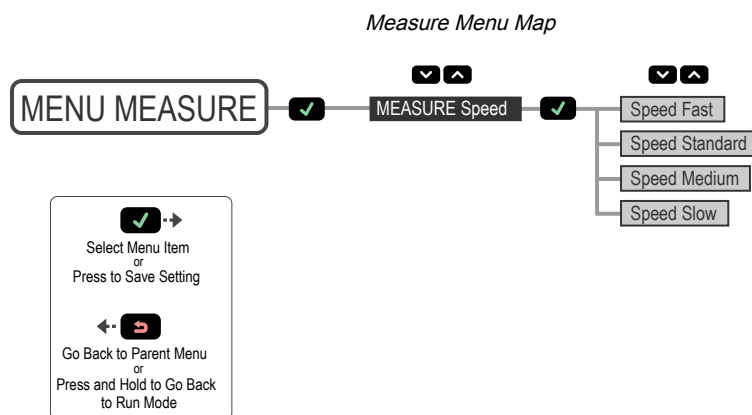 Measure Menu Map
MENU MEASURE
MEASURE Speed
Speed Fast
Speed Standard
Speed Medium
Speed Slow
Select Menu Item
or
Press to Save Setting
Go Back to Parent Menu
or
Press and Hold to Go Back
to Run Mode